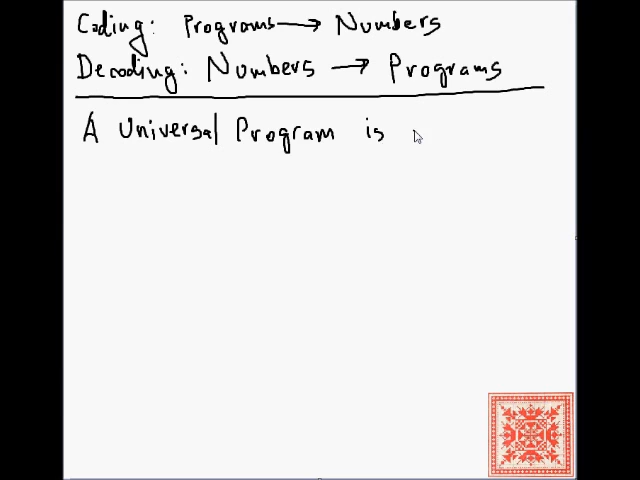 Coding: Programs → Numbers
Decoding: Numbers → Programs
A Universal Program is